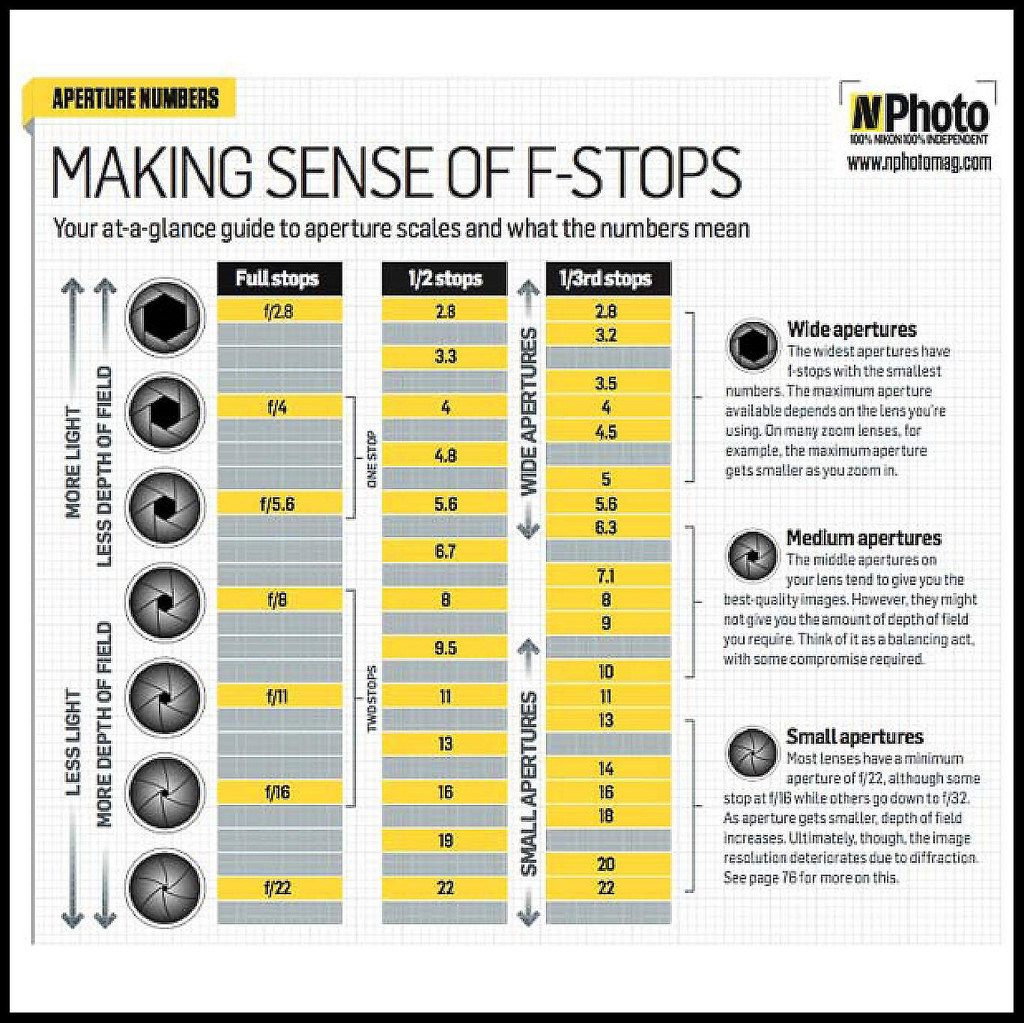 APERTURE NUMBERS
NPhoto
100% NIKON 100% INDEPENDENT
www.nphotomag.com
MAKING SENSE OF F-STOPS
Your at-a-glance guide to aperture scales and what the numbers mean
MORE LIGHT
LESS DEPTH OF FIELD
LESS LIGHT
MORE DEPTH OF FIELD
Full stops
f/2.8
f/4
f/5.6
f/8
f/11
f/16
f/22
ONE STOP
TWO STOPS
1/2 stops
2.8
3.3
4
4.8
5.6
6.7
8
9.5
11
13
16
19
22
WIDE APERTURES
SMALL APERTURES
1/3rd stops
2.8
3.2
3.5
4
4.5
5
5.6
6.3
7.1
8
9
10
11
13
14
16
18
20
22
Wide apertures
The widest apertures have
f-stops with the smallest
numbers. The maximum aperture
available depends on the lens you're
using. On many zoom lenses, for
example, the maximum aperture
gets smaller as you zoom in.
Medium apertures
The middle apertures on
your lens tend to give you the
best-quality images. However, they might
not give you the amount of depth of field
you require. Think of it as a balancing act,
with some compromise required.
Small apertures
Most lenses have a minimum
aperture of f/22, although some
stop at f/16 while others go down to f/32.
As aperture gets smaller, depth of field
increases. Ultimately, though, the image
resolution deteriorates due to diffraction.
See page 76 for more on this.